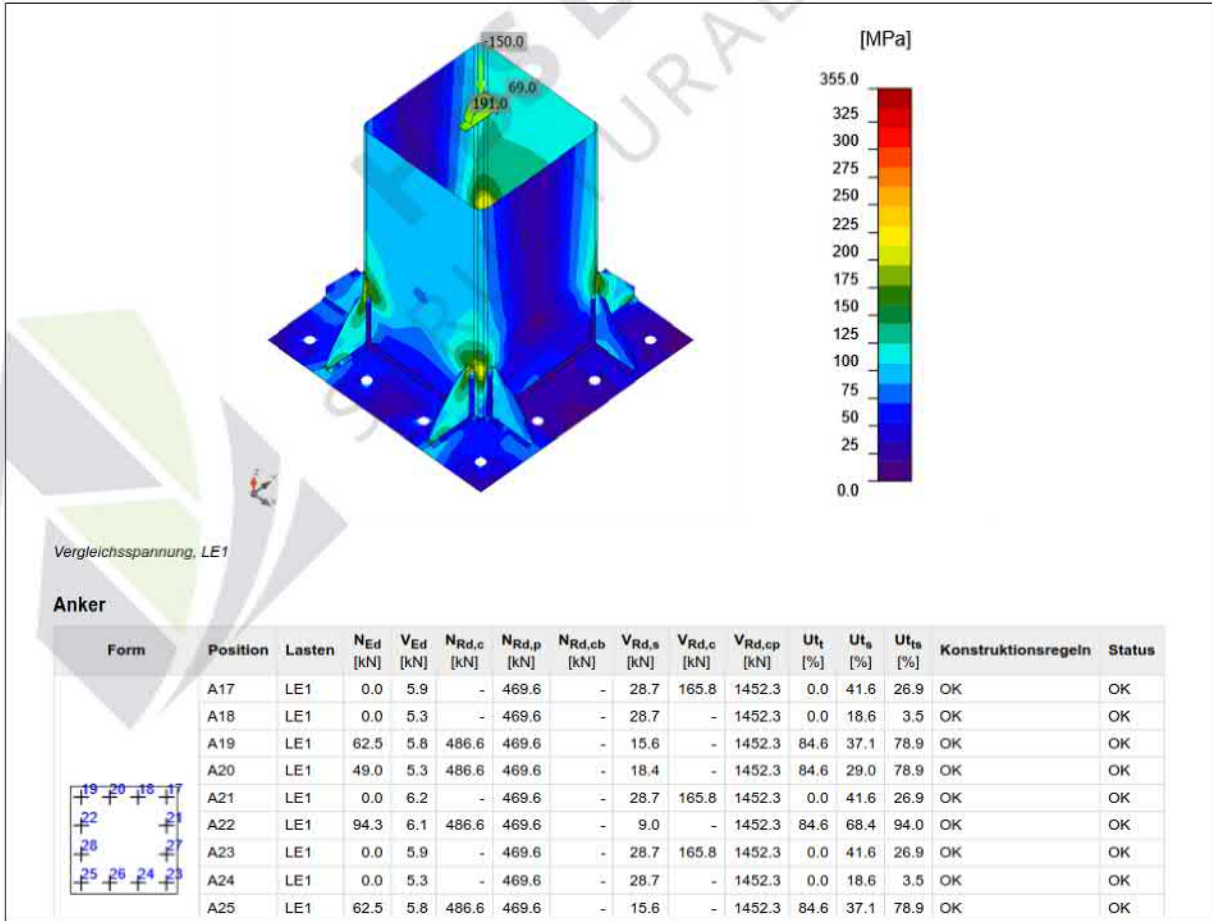 -150.0
69.0
191.0
[MPa]
355.0
325
300
275
250
225
200
175
150
125
100
75
50
25
0.0
Vergleichsspannung, LE1
Anker
Form Position Lasten NEd [kN] VEd [kN] NRd,c [kN] NRd,p [kN] NRd,cb [kN] VRd,s [kN] VRd,c [kN] VRd,cp [kN] Utt [%] Uts [%] Utts [%] Konstruktionsregeln Status
A17 LE1 0.0 5.9 - 469.6 - 28.7 165.8 1452.3 0.0 41.6 26.9 OK OK
A18 LE1 0.0 5.3 - 469.6 - 28.7 - 1452.3 0.0 18.6 3.5 OK OK
A19 LE1 62.5 5.8 486.6 469.6 - 15.6 - 1452.3 84.6 37.1 78.9 OK OK
A20 LE1 49.0 5.3 486.6 469.6 - 18.4 - 1452.3 84.6 29.0 78.9 OK OK
A21 LE1 0.0 6.2 - 469.6 - 28.7 165.8 1452.3 0.0 41.6 26.9 OK OK
A22 LE1 94.3 6.1 486.6 469.6 - 9.0 - 1452.3 84.6 68.4 94.0 OK OK
A23 LE1 0.0 5.9 - 469.6 - 28.7 165.8 1452.3 0.0 41.6 26.9 OK OK
A24 LE1 0.0 5.3 - 469.6 - 28.7 - 1452.3 0.0 18.6 3.5 OK OK
A25 LE1 62.5 5.8 486.6 469.6 - 15.6 - 1452.3 84.6 37.1 78.9 OK OK
19 20 18 17
22 21
28 27
25 26 24 23